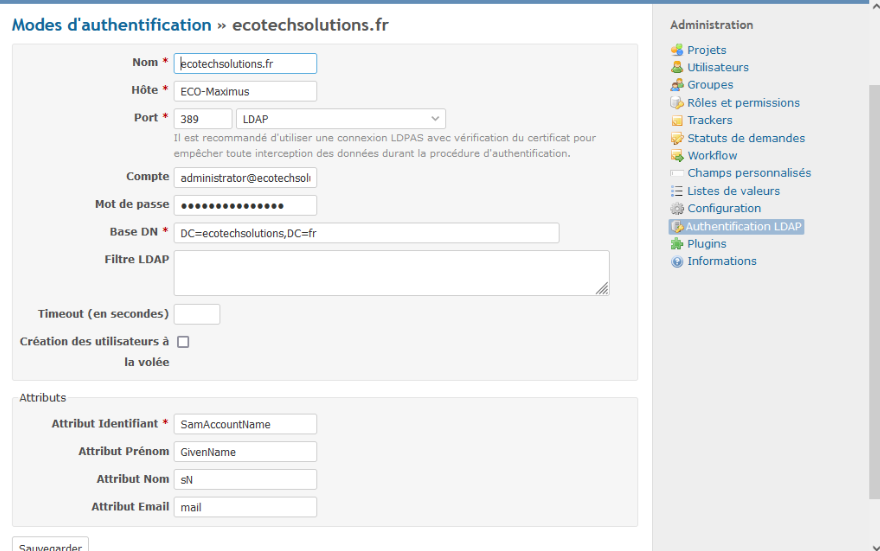 Modes d'authentification » ecotechsolutions.fr
Nom * ecotechsolutions.fr
Hôte * ECO-Maximus
Port * 389 LDAP
Il est recommandé d'utiliser une connexion LDPAS avec vérification du certificat pour
empêcher toute interception des données durant la procédure d'authentification.
Compte administrator@ecotechsolu
Mot de passe ●●●●●●●●●●●●●●●
Base DN * DC=ecotechsolutions,DC=fr
Filtre LDAP
Timeout (en secondes)
Création des utilisateurs à
la volée
Attributs
Attribut Identifiant * SamAccountName
Attribut Prénom GivenName
Attribut Nom sN
Attribut Email mail
Sauvegarder
Administration
Projets
Utilisateurs
Groupes
Rôles et permissions
Trackers
Statuts de demandes
Workflow
Champs personnalisés
Listes de valeurs
Configuration
Authentification LDAP
Plugins
Informations